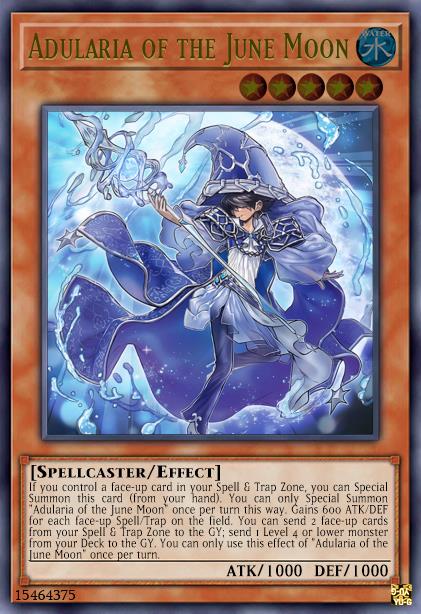 Adularia of the June Moon
WATER
水
[Spellcaster/Effect]
If you control a face-up card in your Spell & Trap Zone, you can Special
Summon this card (from your hand). You can only Special Summon
"Adularia of the June Moon" once per turn this way. Gains 600 ATK/DEF
for each face-up Spell/Trap on the field. You can send 2 face-up cards
from your Spell & Trap Zone to the GY; send 1 Level 4 or lower monster
from your Deck to the GY. You can only use this effect of "Adularia of the
June Moon" once per turn.
ATK/1000 DEF/1000
15464375